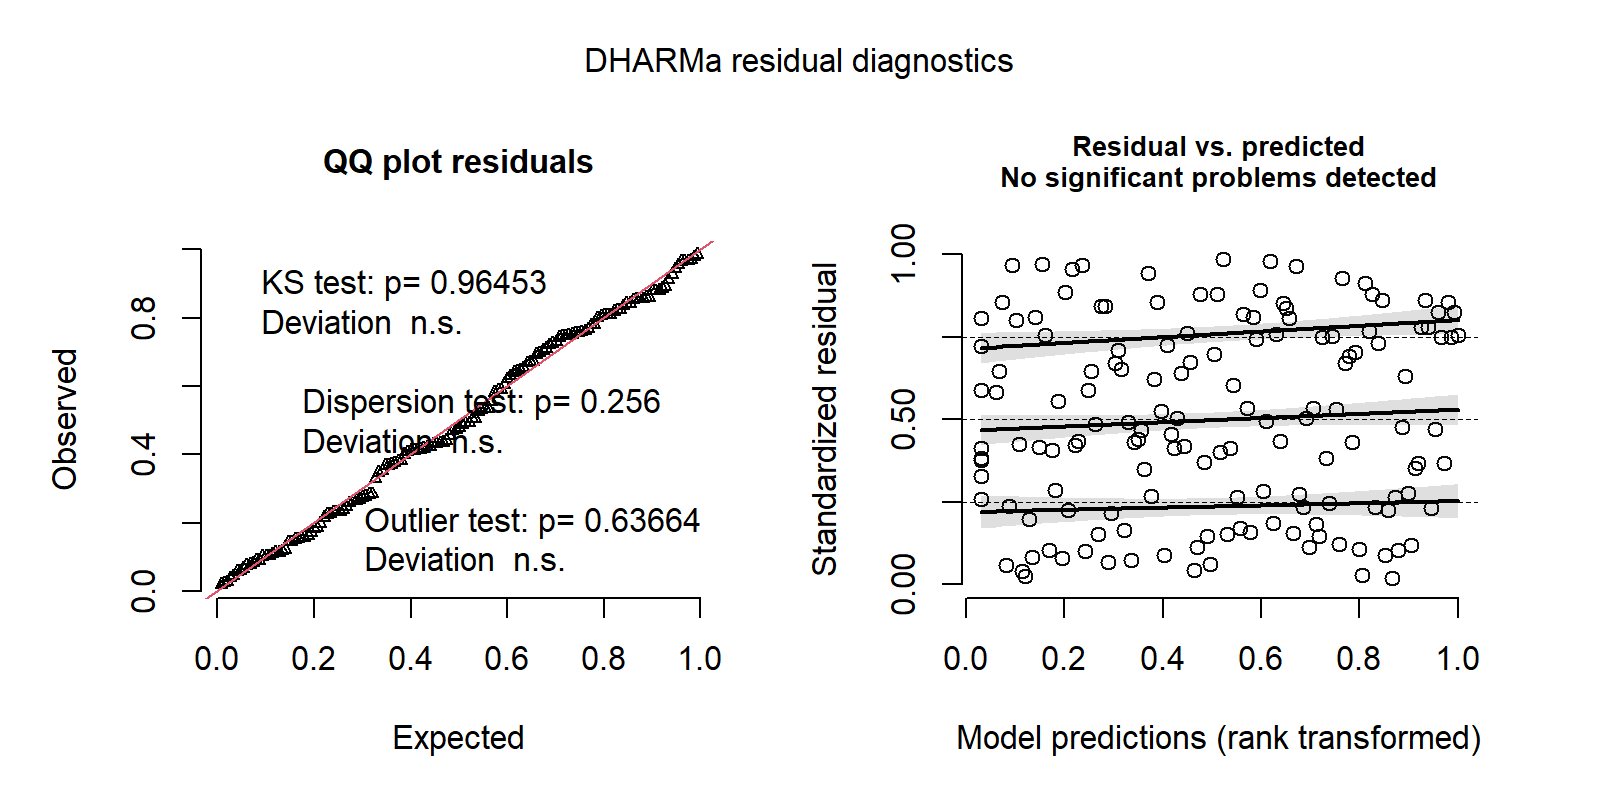 DHARMa residual diagnostics
QQ plot residuals
KS test: p= 0.96453
Deviation n.s.
Dispersion test: p= 0.256
Deviation n.s.
Outlier test: p= 0.63664
Deviation n.s.
Observed
0.0
0.4
0.8
0.0 0.2 0.4 0.6 0.8 1.0
Expected
Residual vs. predicted
No significant problems detected
Standardized residual
0.00
0.50
1.00
0.0 0.2 0.4 0.6 0.8 1.0
Model predictions (rank transformed)